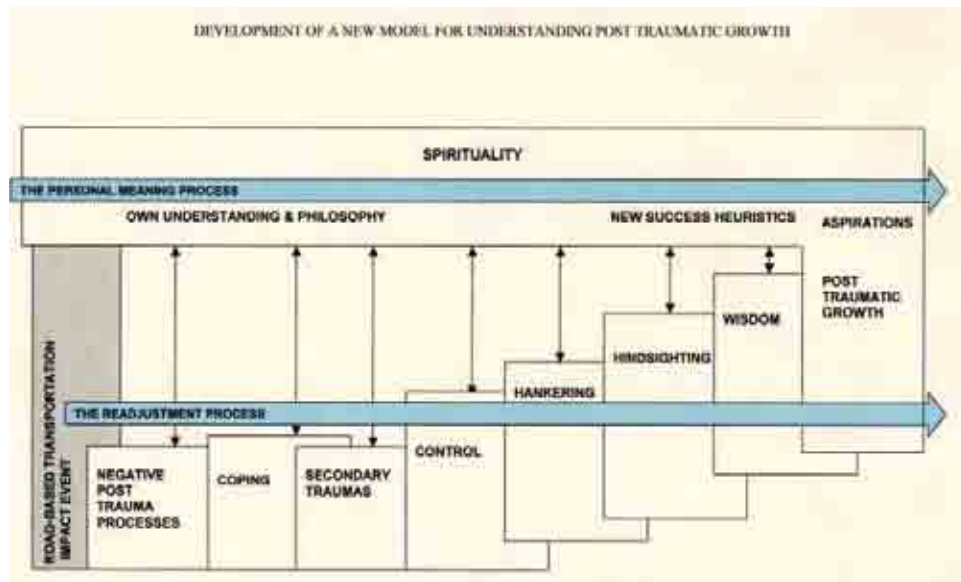 DEVELOPMENT OF A NEW MODEL FOR UNDERSTANDING POST TRAUMATIC GROWTH
SPIRITUALITY
THE PERSONAL MEANING PROCESS
OWN UNDERSTANDING & PHILOSOPHY
NEW SUCCESS HEURISTICS
ASPIRATIONS
POST
TRAUMATIC
GROWTH
WISDOM
HINDSIGHTING
HANKERING
THE READJUSTMENT PROCESS
CONTROL
NEGATIVE
POST
TRAUMA
PROCESSES
COPING
SECONDARY
TRAUMAS
ROAD-BASED TRANSPORTATION
IMPACT EVENT